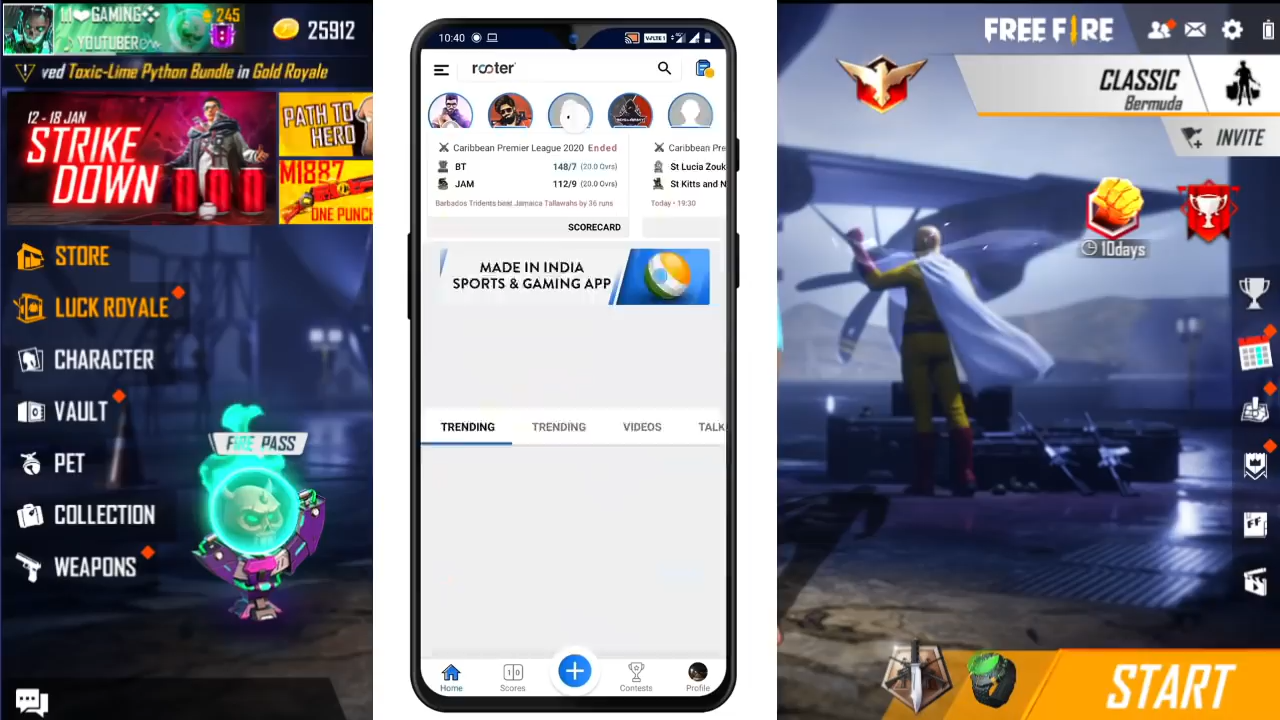 GAMING
245
YOUTUBER
25912
ved Toxic-Lime Python Bundle in Gold Royale
12 - 18 JAN
STRIKE
DOWN
PATH TO
HERO
M1887
ONE PUNCH
STORE
LUCK ROYALE
CHARACTER
VAULT
PET
COLLECTION
WEAPONS
FIRE PASS
10:40
rooter
Caribbean Premier League 2020 Ended
BT 148/7 (20.0 Ovrs)
JAM 112/9 (20.0 Ovrs)
Barbados Tridents beat Jamaica Tallawahs by 36 runs
SCORECARD
Caribbean Pre
St Lucia Zouk
St Kitts and N
Today • 19:30
MADE IN INDIA
SPORTS & GAMING APP
TRENDING TRENDING VIDEOS TALK
Home Scores Contests Profile
FREE FIRE
CLASSIC
Bermuda
INVITE
10days
START